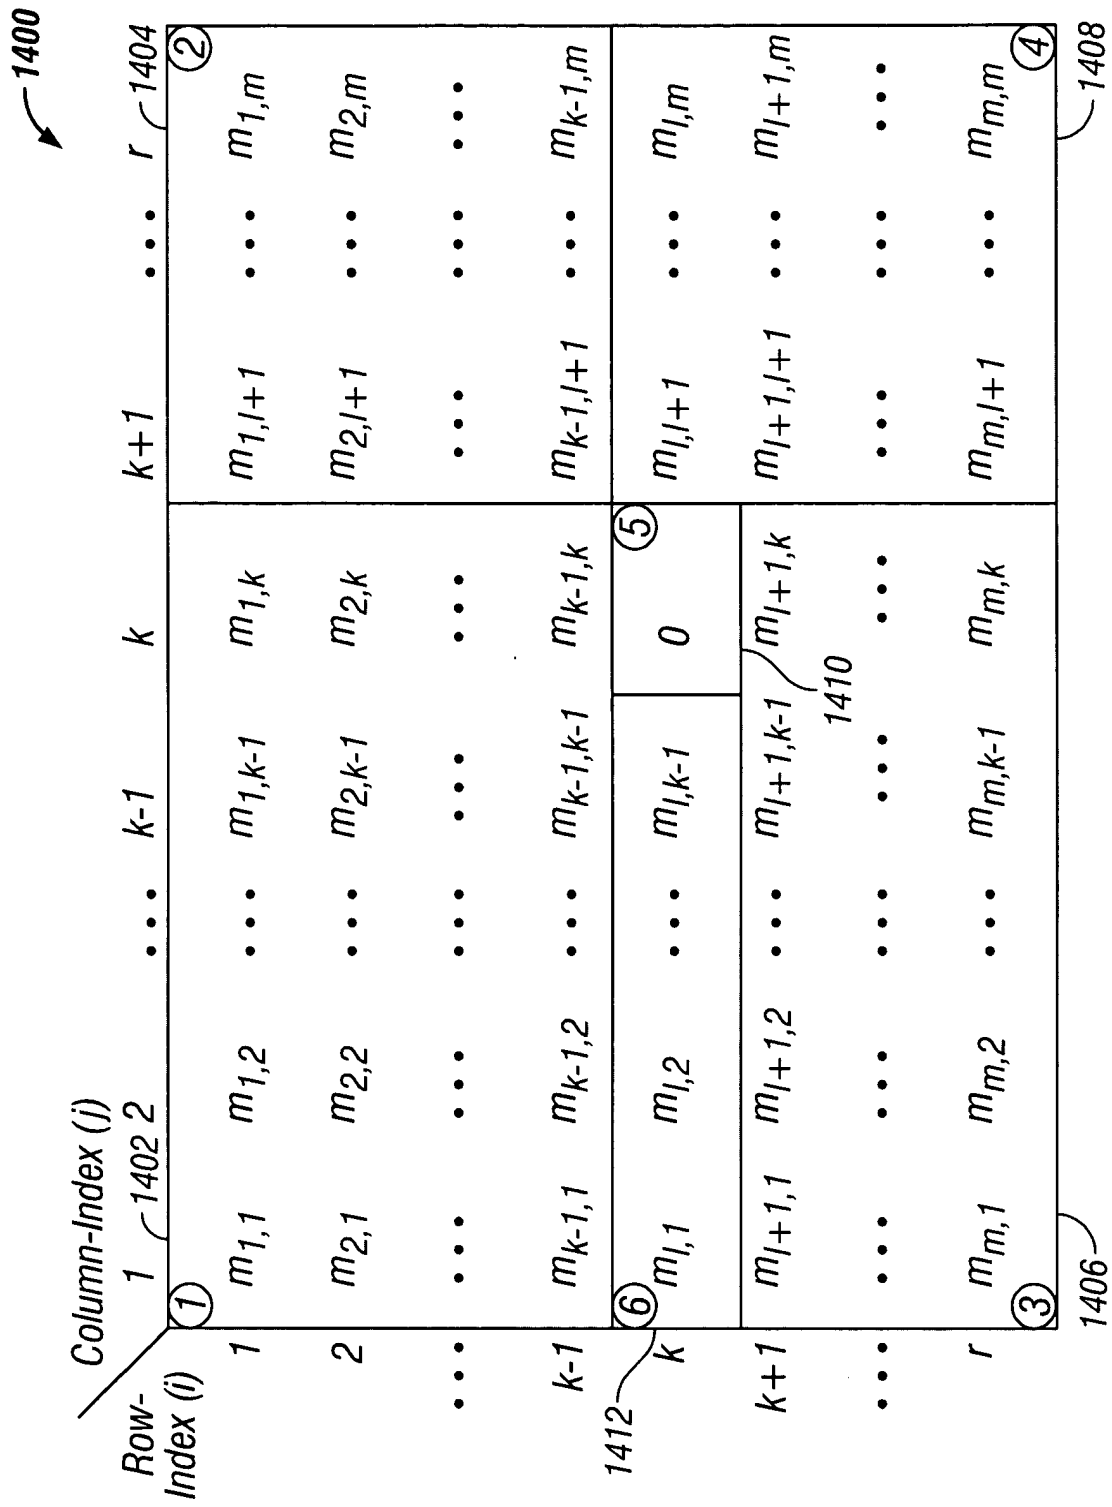 1400
Column-Index (j)
Row-Index (i)
1 1402 2 ••• k-1 k k+1 ••• r 1404
① ②
1 m1,1 m1,2 ••• m1,k-1 m1,k m1,l+1 ••• m1,m
2 m2,1 m2,2 ••• m2,k-1 m2,k m2,l+1 ••• m2,m
••• ••• ••• ••• ••• ••• ••• ••• •••
k-1 mk-1,1 mk-1,2 ••• mk-1,k-1 mk-1,k mk-1,l+1 ••• mk-1,m
⑥ ⑤
k ml,1 ml,2 ••• ml,k-1 0 ml,l+1 ••• ml,m
1412 1410
k+1 ml+1,1 ml+1,2 ••• ml+1,k-1 ml+1,k ml+1,l+1 ••• ml+1,m
••• ••• ••• ••• ••• ••• ••• ••• •••
r mm,1 mm,2 ••• mm,k-1 mm,k mm,l+1 ••• mm,m
③ ④
1406 1408